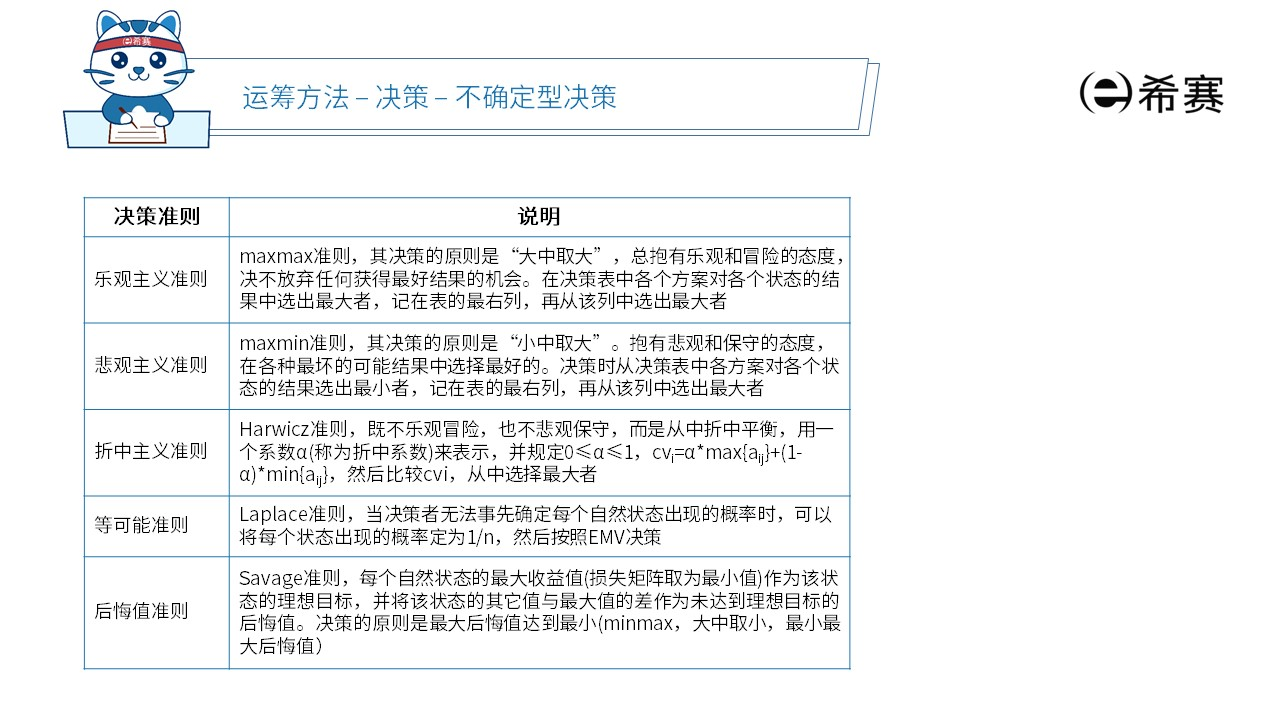 希赛
运筹方法 – 决策 – 不确定型决策
希赛
决策准则
说明
乐观主义准则
maxmax准则，其决策的原则是“大中取大”，总抱有乐观和冒险的态度，
决不放弃任何获得最好结果的机会。在决策表中各个方案对各个状态的结
果中选出最大者，记在表的最右列，再从该列中选出最大者
悲观主义准则
maxmin准则，其决策的原则是“小中取大”。抱有悲观和保守的态度，
在各种最坏的可能结果中选择最好的。决策时从决策表中各方案对各个状
态的结果选出最小者，记在表的最右列，再从该列中选出最大者
折中主义准则
Harwicz准则，既不乐观冒险，也不悲观保守，而是从中折中平衡，用一
个系数α(称为折中系数)来表示，并规定0≤α≤1，cvi=α*max{aij}+(1-
α)*min{aij}，然后比较cvi，从中选择最大者
等可能准则
Laplace准则，当决策者无法事先确定每个自然状态出现的概率时，可以
将每个状态出现的概率定为1/n，然后按照EMV决策
后悔值准则
Savage准则，每个自然状态的最大收益值(损失矩阵取为最小值)作为该状
态的理想目标，并将该状态的其它值与最大值的差作为未达到理想目标的
后悔值。决策的原则是最大后悔值达到最小(minmax，大中取小，最小最
大后悔值）